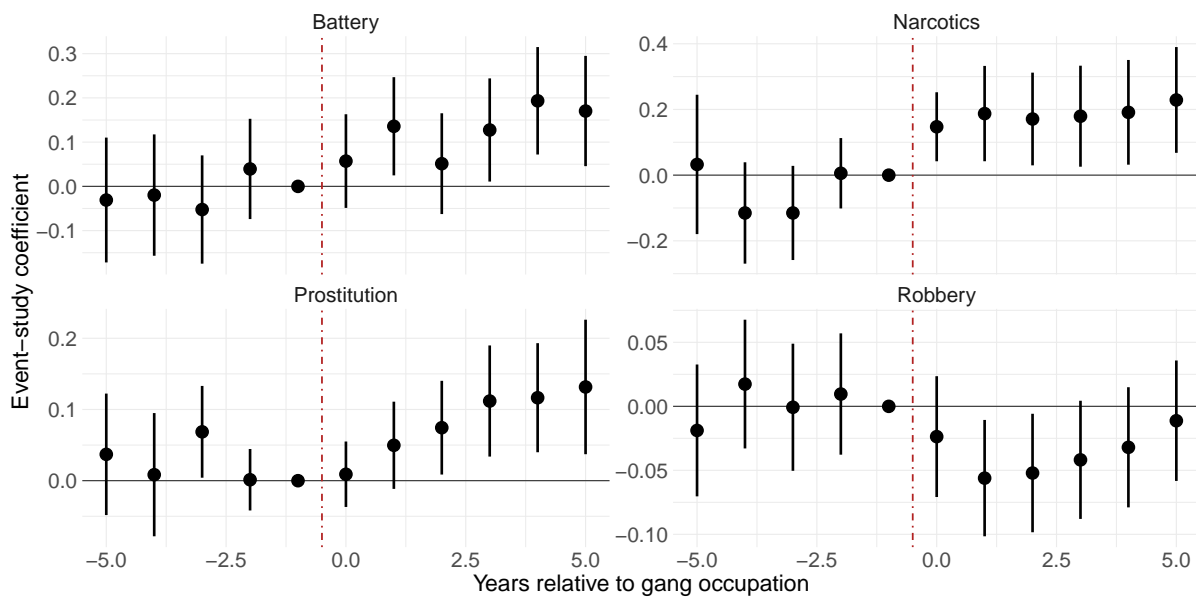 Battery
Narcotics
0.3
0.2
0.1
0.0
−0.1
0.4
0.2
0.0
−0.2
Prostitution
Robbery
0.2
0.1
0.0
0.05
0.00
−0.05
−0.10
−5.0 −2.5 0.0 2.5 5.0
−5.0 −2.5 0.0 2.5 5.0
Event−study coefficient
Years relative to gang occupation